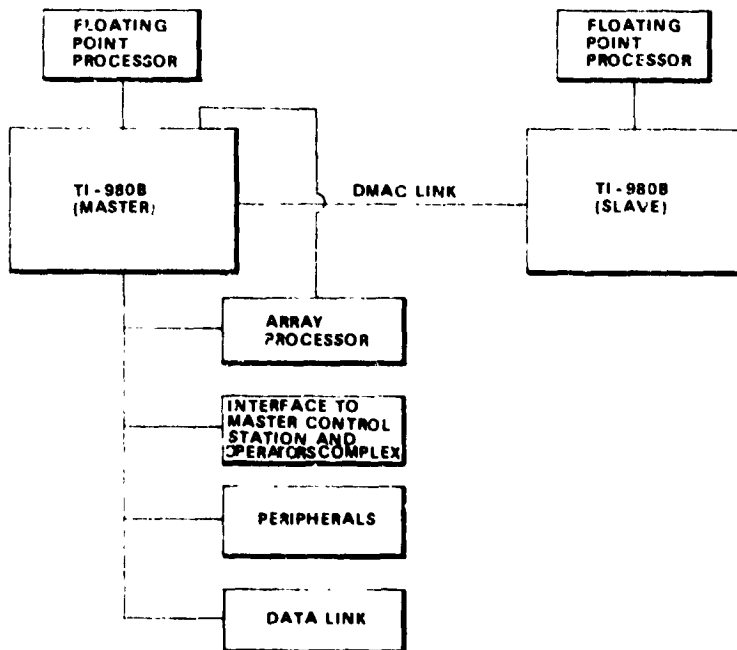 FLOATING
POINT
PROCESSOR
FLOATING
POINT
PROCESSOR
TI-980B
(MASTER)
DMAC LINK
TI-980B
(SLAVE)
ARRAY
PROCESSOR
INTERFACE TO
MASTER CONTROL
STATION AND
OPERATORS COMPLEX
PERIPHERALS
DATA LINK